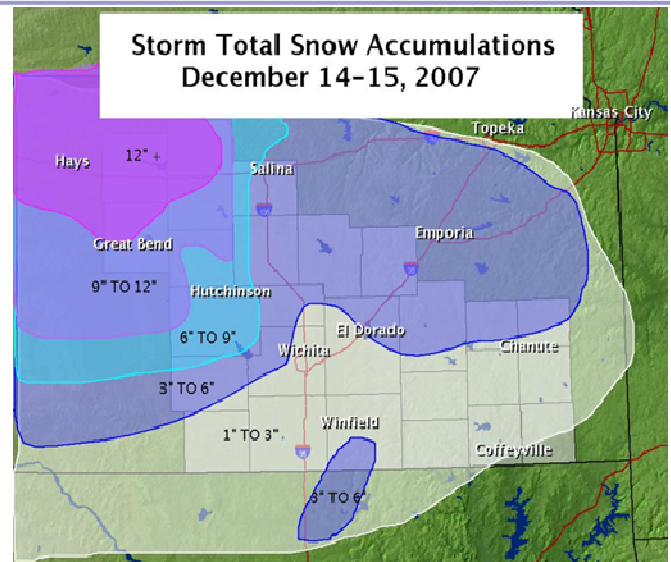 Storm Total Snow Accumulations
December 14-15, 2007
Kansas City
Topeka
Hays
12" +
Salina
Emporia
Great Bend
9" TO 12"
Hutchinson
6" TO 9"
El Dorado
Wichita
Chanute
3" TO 6"
Winfield
1" TO 3"
Coffeyville
3" TO 6"